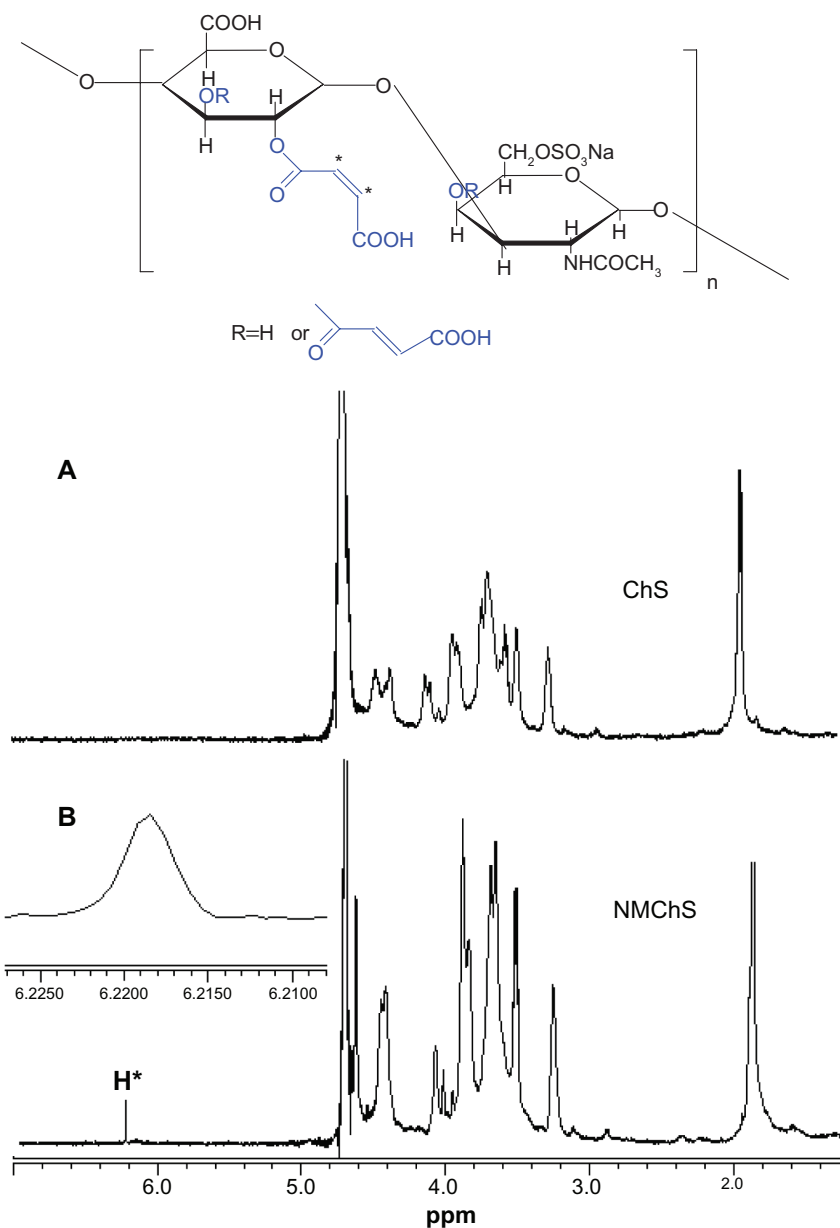 COOH
O
H
OR
H
O
O
H
O
*
*
O
COOH
CH2OSO3Na
O
OR
H
H
H
H
H
O
NHCOCH3
n
R=H or
O
COOH
A
ChS
B
NMChS
6.2250 6.2200 6.2150 6.2100
H*
6.0 5.0 4.0 3.0 2.0
ppm